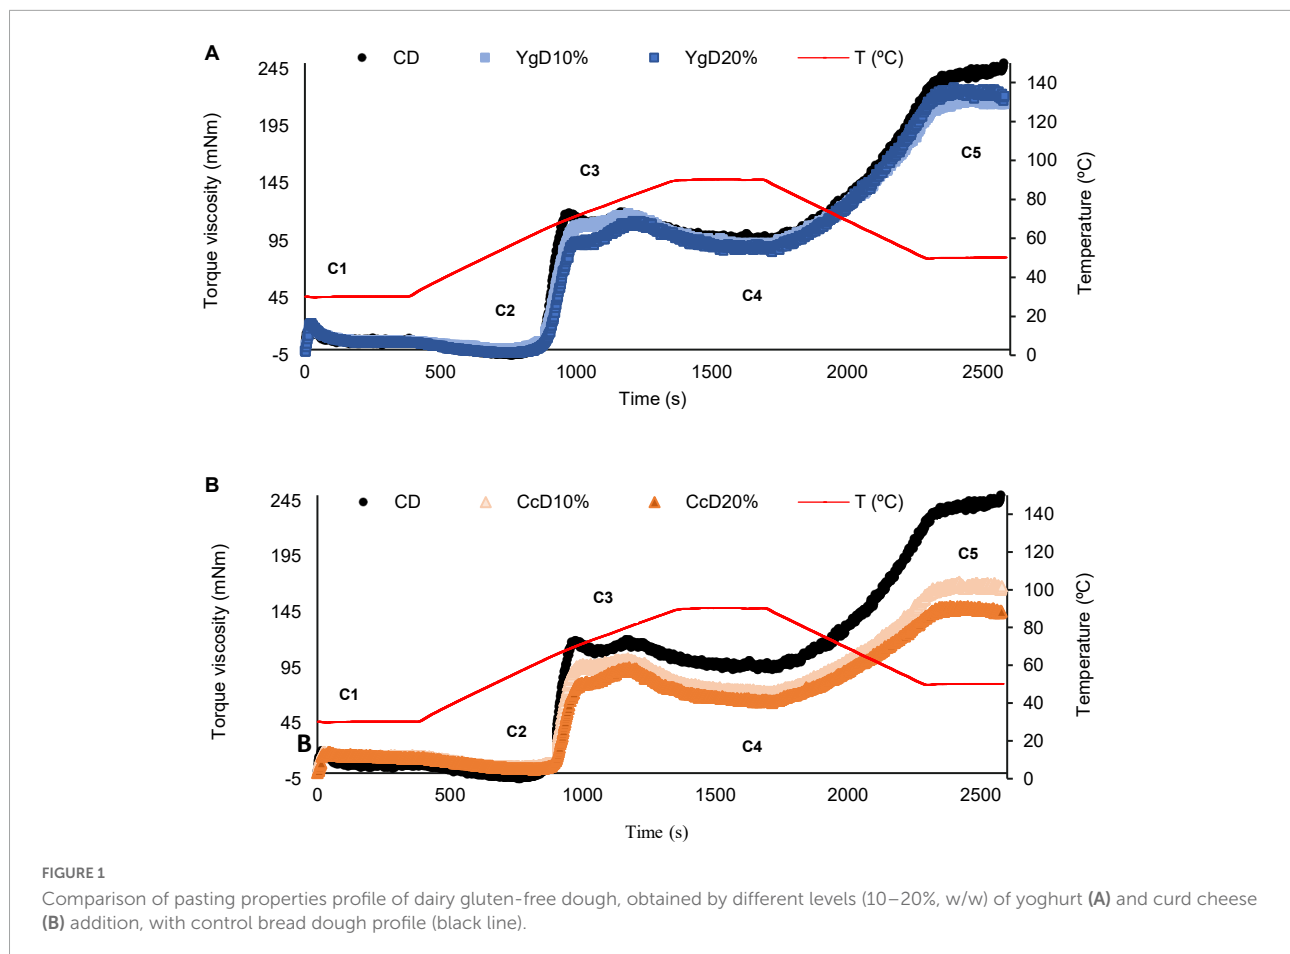 A
CD YgD10% YgD20% T (ºC)
245
195
145
95
45
-5
Torque viscosity (mNm)
C1
C2
C3
C4
C5
140
120
100
80
60
40
20
0
Temperature (ºC)
0 500 1000 1500 2000 2500
Time (s)
B
CD CcD10% CcD20% T (ºC)
245
195
145
95
45
-5
Torque viscosity (mNm)
C1
C2
C3
C4
C5
B
140
120
100
80
60
40
20
0
Temperature (ºC)
0 500 1000 1500 2000 2500
Time (s)
FIGURE 1
Comparison of pasting properties profile of dairy gluten-free dough, obtained by different levels (10–20%, w/w) of yoghurt (A) and curd cheese
(B) addition, with control bread dough profile (black line).